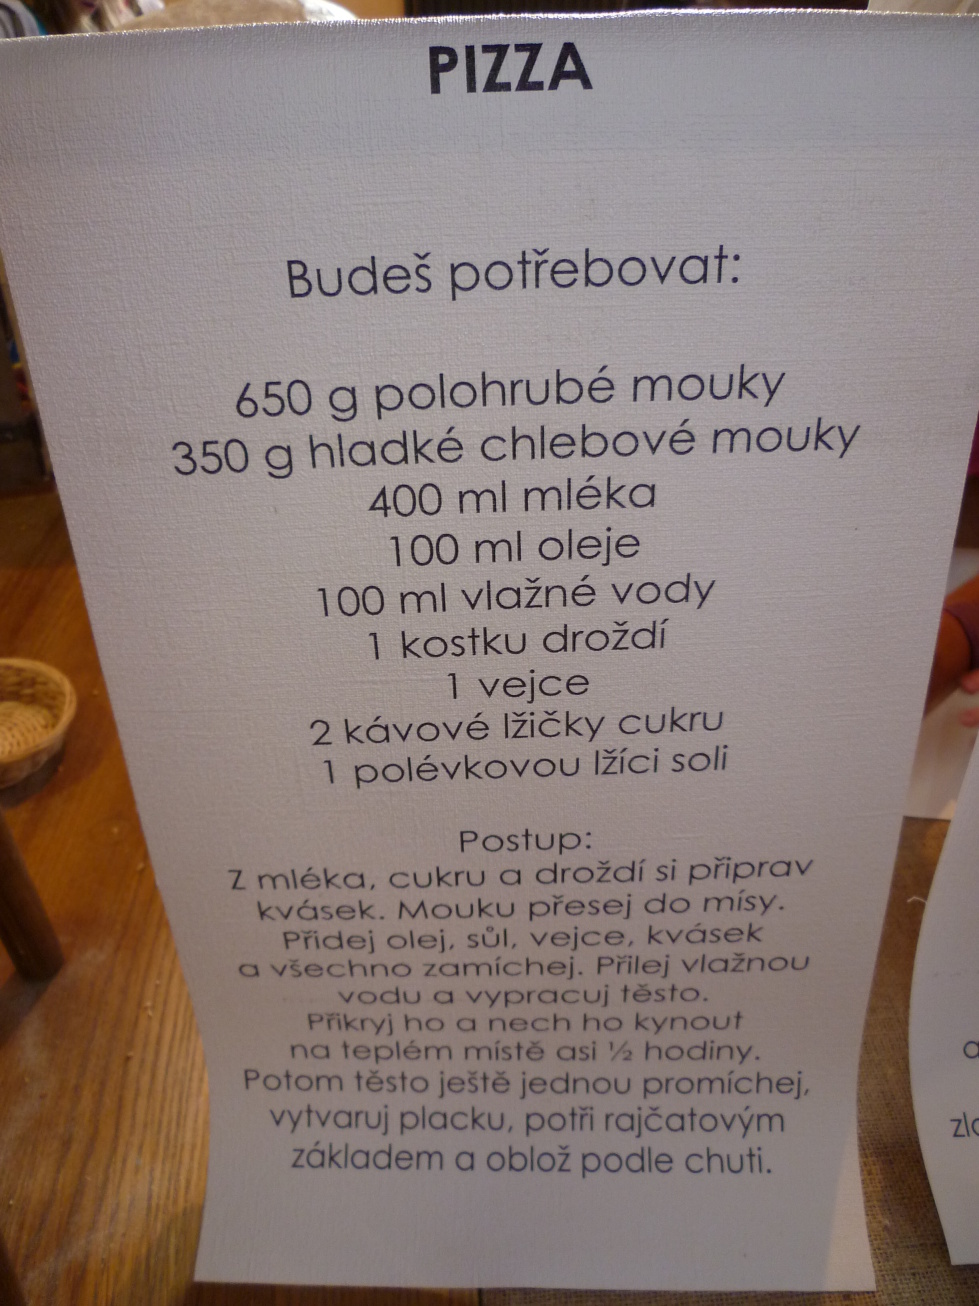 PIZZA
Budeš potřebovat:
650 g polohrubé mouky
350 g hladké chlebové mouky
400 ml mléka
100 ml oleje
100 ml vlažné vody
1 kostku droždí
1 vejce
2 kávové lžičky cukru
1 polévkovou lžíci soli
Postup:
Z mléka, cukru a droždí si připrav
kvásek. Mouku přesej do mísy.
Přidej olej, sůl, vejce, kvásek
a všechno zamíchej. Přilej vlažnou
vodu a vypracuj těsto.
Přikryj ho a nech ho kynout
na teplém místě asi ½ hodiny.
Potom těsto ještě jednou promíchej,
vytvaruj placku, potři rajčatovým
základem a oblož podle chuti.